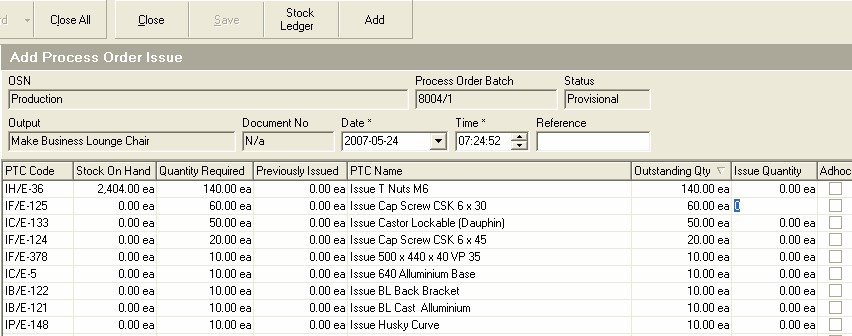 rd Close All Close Save Stock Ledger Add
Add Process Order Issue
OSN Process Order Batch Status
Production 8004/1 Provisional
Output Document No Date * Time * Reference
Make Business Lounge Chair N/a 2007-05-24 07:24:52
PTC Code Stock On Hand Quantity Required Previously Issued PTC Name Outstanding Qty Issue Quantity Adhoc
IH/E-36 2,404.00 ea 140.00 ea 0.00 ea Issue T Nuts M6 140.00 ea 0.00 ea
IF/E-125 0.00 ea 60.00 ea 0.00 ea Issue Cap Screw CSK 6 x 30 60.00 ea 0
IC/E-133 0.00 ea 50.00 ea 0.00 ea Issue Castor Lockable (Dauphin) 50.00 ea 0.00 ea
IF/E-124 0.00 ea 20.00 ea 0.00 ea Issue Cap Screw CSK 6 x 45 20.00 ea 0.00 ea
IF/E-378 0.00 ea 10.00 ea 0.00 ea Issue 500 x 440 x 40 VP 35 10.00 ea 0.00 ea
IC/E-5 0.00 ea 10.00 ea 0.00 ea Issue 640 Alluminium Base 10.00 ea 0.00 ea
IB/E-122 0.00 ea 10.00 ea 0.00 ea Issue BL Back Bracket 10.00 ea 0.00 ea
IB/E-121 0.00 ea 10.00 ea 0.00 ea Issue BL Cast Alluminium 10.00 ea 0.00 ea
IP/E-148 0.00 ea 10.00 ea 0.00 ea Issue Husky Curve 10.00 ea 0.00 ea